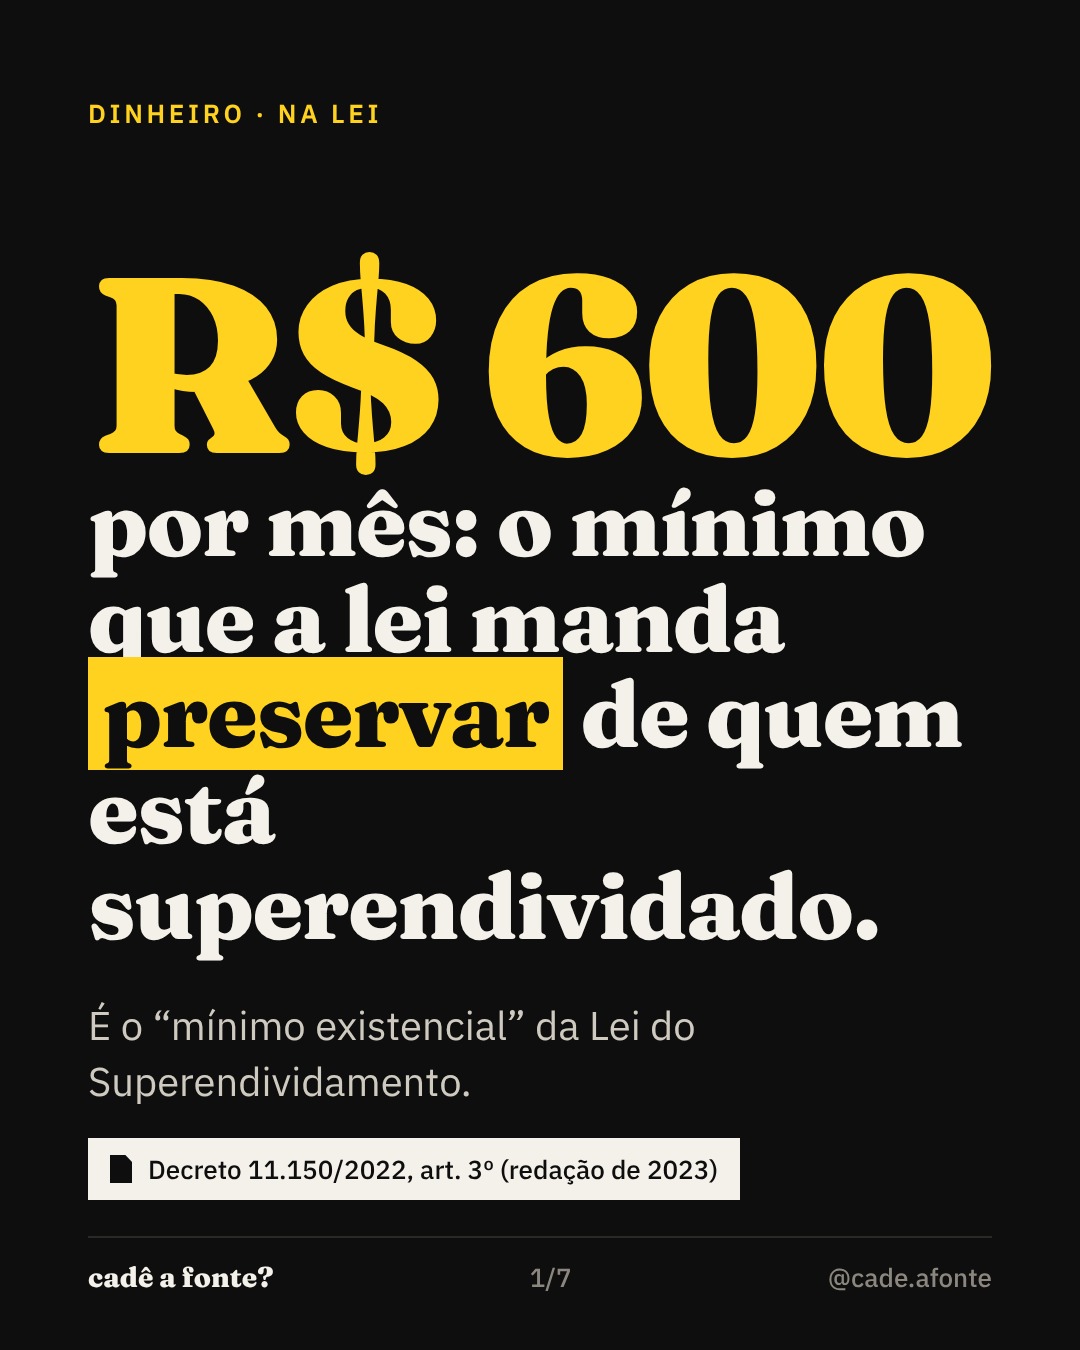 DINHEIRO · NA LEI
R$ 600
por mês: o mínimo
que a lei manda
preservar de quem
está
superendividado.
É o “mínimo existencial” da Lei do
Superendividamento.
Decreto 11.150/2022, art. 3º (redação de 2023)
cadê a fonte?
1/7
@cade.afonte